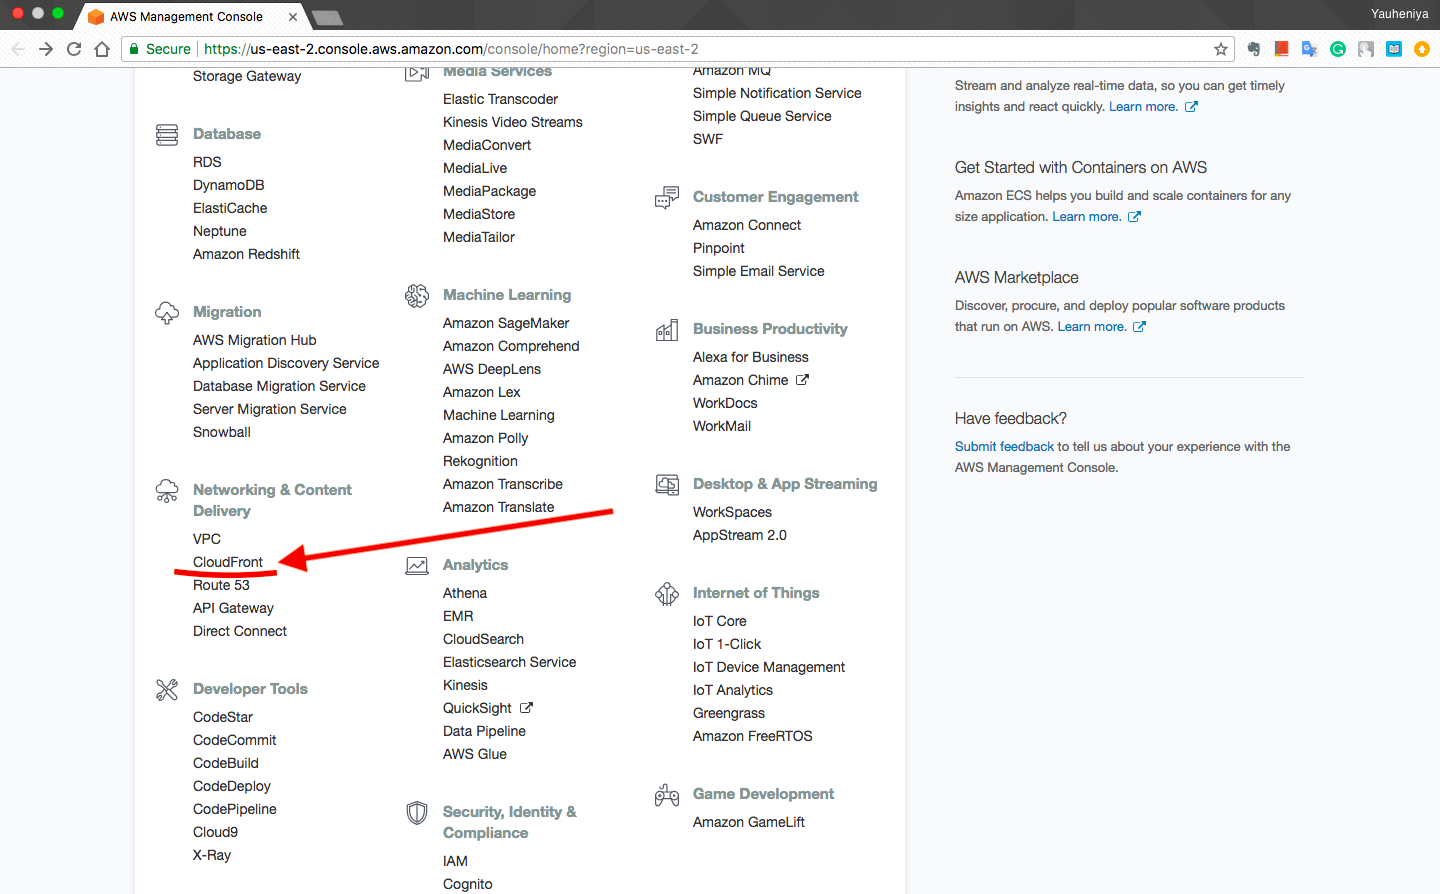 AWS Management Console
Yauheniya
Secure
https://us-east-2.console.aws.amazon.com/console/home?region=us-east-2
Storage Gateway
Database
RDS
DynamoDB
ElastiCache
Neptune
Amazon Redshift
Migration
AWS Migration Hub
Application Discovery Service
Database Migration Service
Server Migration Service
Snowball
Networking & Content
Delivery
VPC
CloudFront
Route 53
API Gateway
Direct Connect
Developer Tools
CodeStar
CodeCommit
CodeBuild
CodeDeploy
CodePipeline
Cloud9
X-Ray
Media Services
Elastic Transcoder
Kinesis Video Streams
MediaConvert
MediaLive
MediaPackage
MediaStore
MediaTailor
Machine Learning
Amazon SageMaker
Amazon Comprehend
AWS DeepLens
Amazon Lex
Machine Learning
Amazon Polly
Rekognition
Amazon Transcribe
Amazon Translate
Analytics
Athena
EMR
CloudSearch
Elasticsearch Service
Kinesis
QuickSight
Data Pipeline
AWS Glue
Security, Identity &
Compliance
IAM
Cognito
Amazon MQ
Simple Notification Service
Simple Queue Service
SWF
Customer Engagement
Amazon Connect
Pinpoint
Simple Email Service
Business Productivity
Alexa for Business
Amazon Chime
WorkDocs
WorkMail
Desktop & App Streaming
WorkSpaces
AppStream 2.0
Internet of Things
IoT Core
IoT 1-Click
IoT Device Management
IoT Analytics
Greengrass
Amazon FreeRTOS
Game Development
Amazon GameLift
Stream and analyze real-time data, so you can get timely
insights and react quickly. Learn more.
Get Started with Containers on AWS
Amazon ECS helps you build and scale containers for any
size application. Learn more.
AWS Marketplace
Discover, procure, and deploy popular software products
that run on AWS. Learn more.
Have feedback?
Submit feedback to tell us about your experience with the
AWS Management Console.